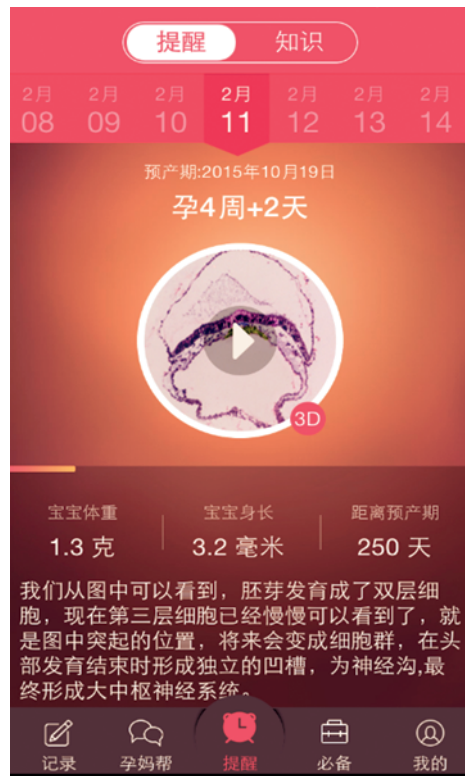 提醒 知识
2月 2月 2月 2月 2月 2月 2月
08 09 10 11 12 13 14
预产期:2015年10月19日
孕4周+2天
3D
宝宝体重 宝宝身长 距离预产期
1.3 克 3.2 毫米 250 天
我们从图中可以看到，胚芽发育成了双层细
胞，现在第三层细胞已经慢慢可以看到了，就
是图中突起的位置，将来会变成细胞群，在头
部发育结束时形成独立的凹槽，为神经沟,最
终形成大中枢神经系统。
记录 孕妈帮 提醒 必备 我的